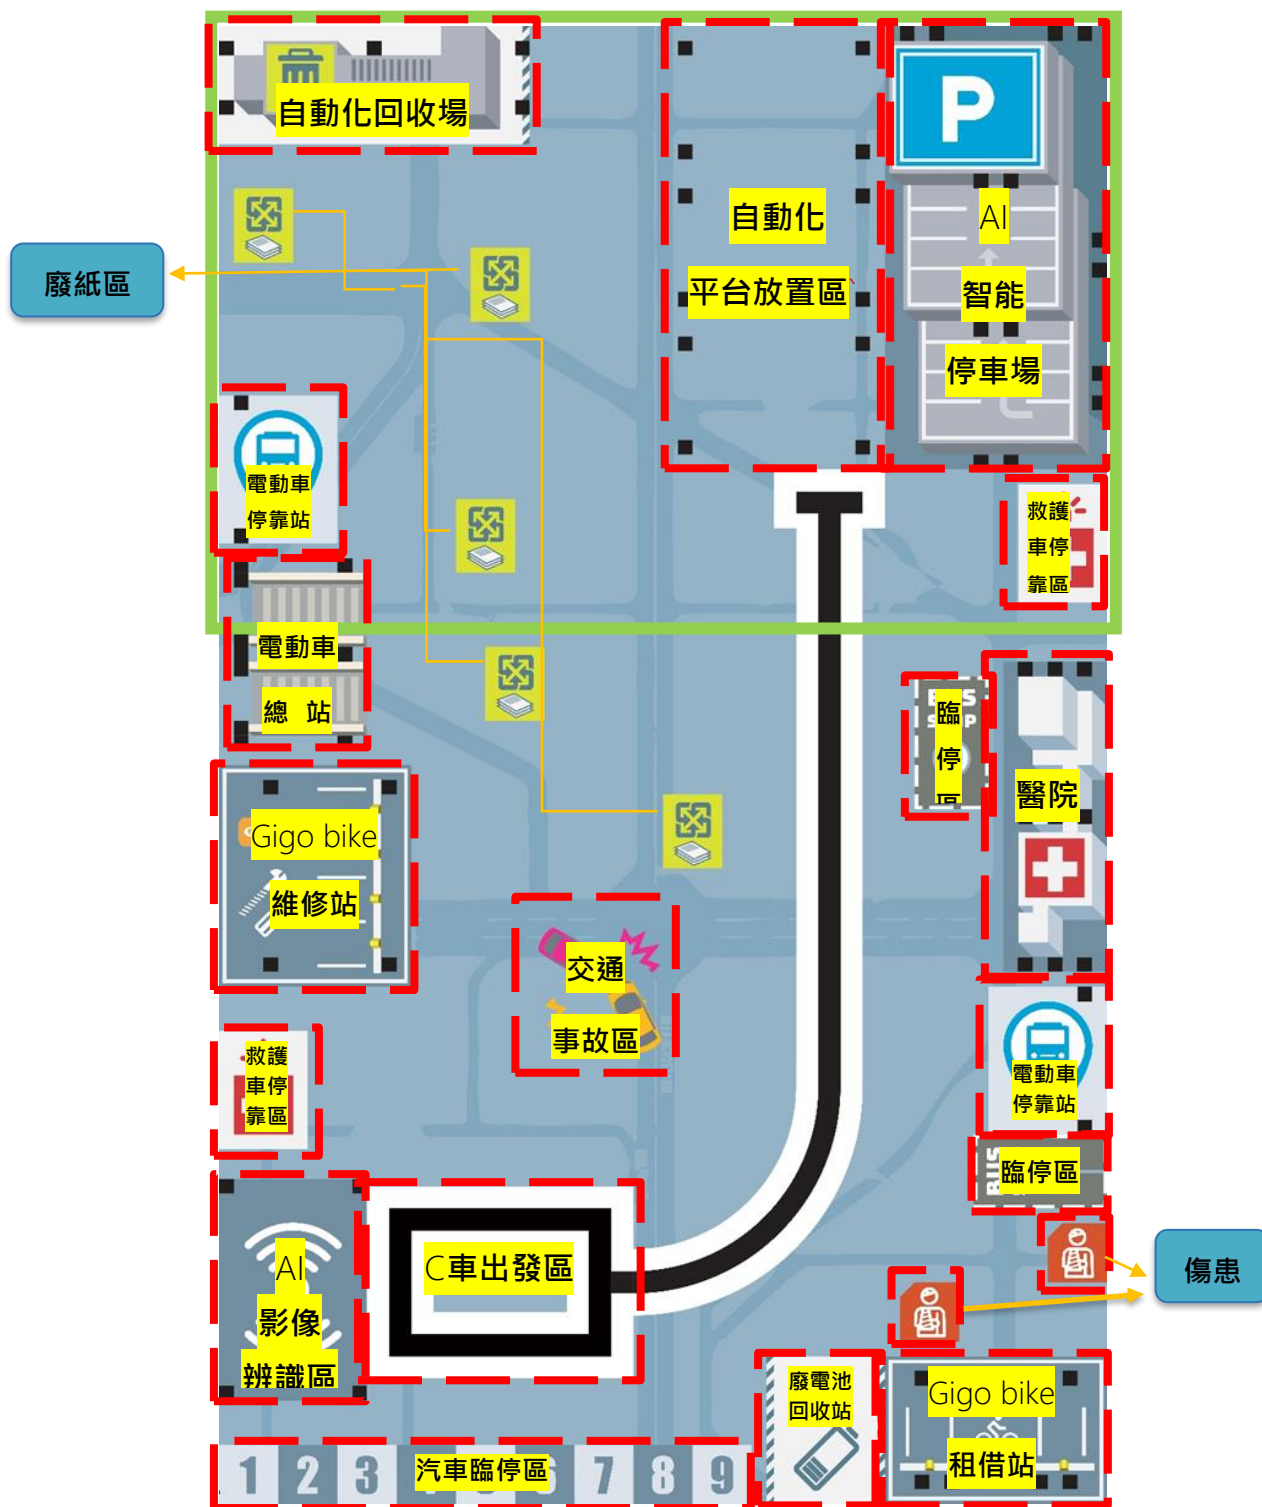 自動化回收場
P
自動化
平台放置區
AI
智能
停車場
廢紙區
電動車
停靠站
救護
車停
靠區
電動車
總 站
臨
停
區
醫院
Gigo bike
維修站
交通
事故區
救護
車停
靠區
電動車
停靠站
臨停區
AI
影像
辨識區
C車出發區
傷患
廢電池
回收站
Gigo bike
租借站
1 2 3 汽車臨停區 7 8 9